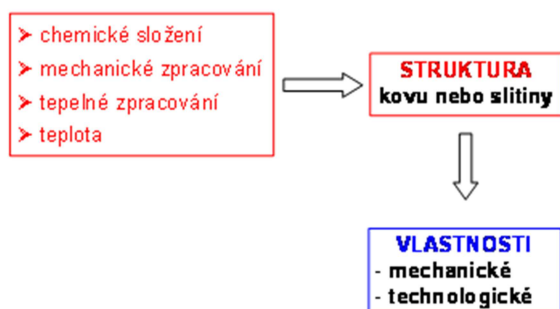 ➢ chemické složení
➢ mechanické zpracování
➢ tepelné zpracování
➢ teplota
STRUKTURA
kovu nebo slitiny
VLASTNOSTI
- mechanické
- technologické